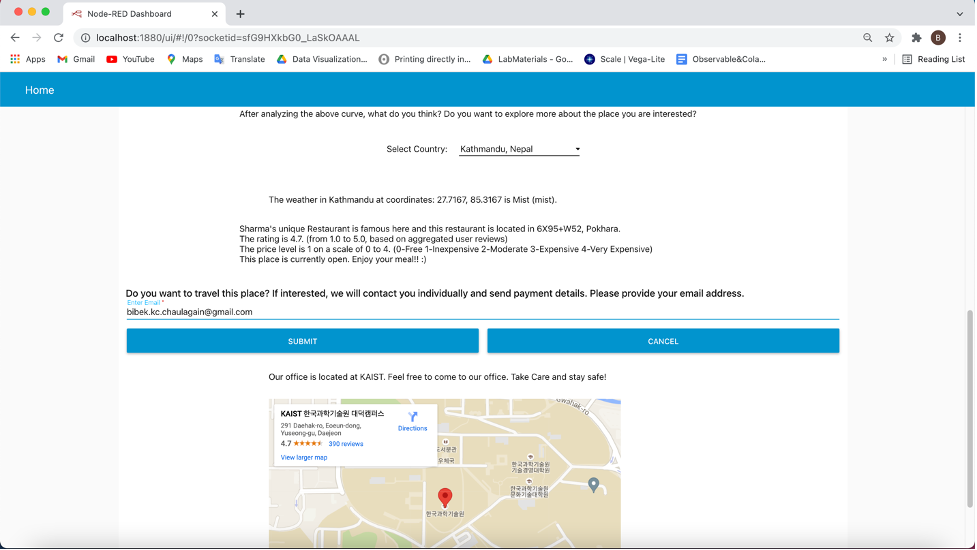 Node-RED Dashboard
localhost:1880/ui/#!/0?socketid=sfG9HXkbG0_LaSkOAAAL
B
Apps Gmail YouTube Maps Translate Data Visualization... Printing directly in... LabMaterials - Go... Scale | Vega-Lite Observable&Cola... » Reading List
Home
After analyzing the above curve, what do you think? Do you want to explore more about the place you are interested?
Select Country: Kathmandu, Nepal
The weather in Kathmandu at coordinates: 27.7167, 85.3167 is Mist (mist).
Sharma's unique Restaurant is famous here and this restaurant is located in 6X95+W52, Pokhara.
The rating is 4.7. (from 1.0 to 5.0, based on aggregated user reviews)
The price level is 1 on a scale of 0 to 4. (0-Free 1-Inexpensive 2-Moderate 3-Expensive 4-Very Expensive)
This place is currently open. Enjoy your meal!! :)
Do you want to travel this place? If interested, we will contact you individually and send payment details. Please provide your email address.
Enter Email *
bibek.kc.chaulagain@gmail.com
SUBMIT CANCEL
Our office is located at KAIST. Feel free to come to our office. Take Care and stay safe!
KAIST 한국과학기술원 대덕캠퍼스
291 Daehak-ro, Eoeun-dong,
Yuseong-gu, Daejeon
4.7 390 reviews
View larger map
Directions
도서문관
우체국
한국과학기술원
기술경영대학원
한국과학기술원
문화기술대학원
한국과학기술원